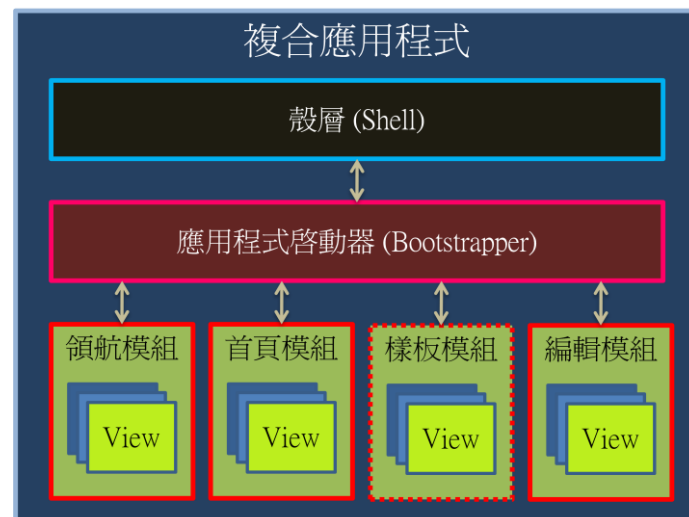 複合應用程式
殼層 (Shell)
應用程式啓動器 (Bootstrapper)
領航模組
首頁模組
樣板模組
編輯模組
View
View
View
View